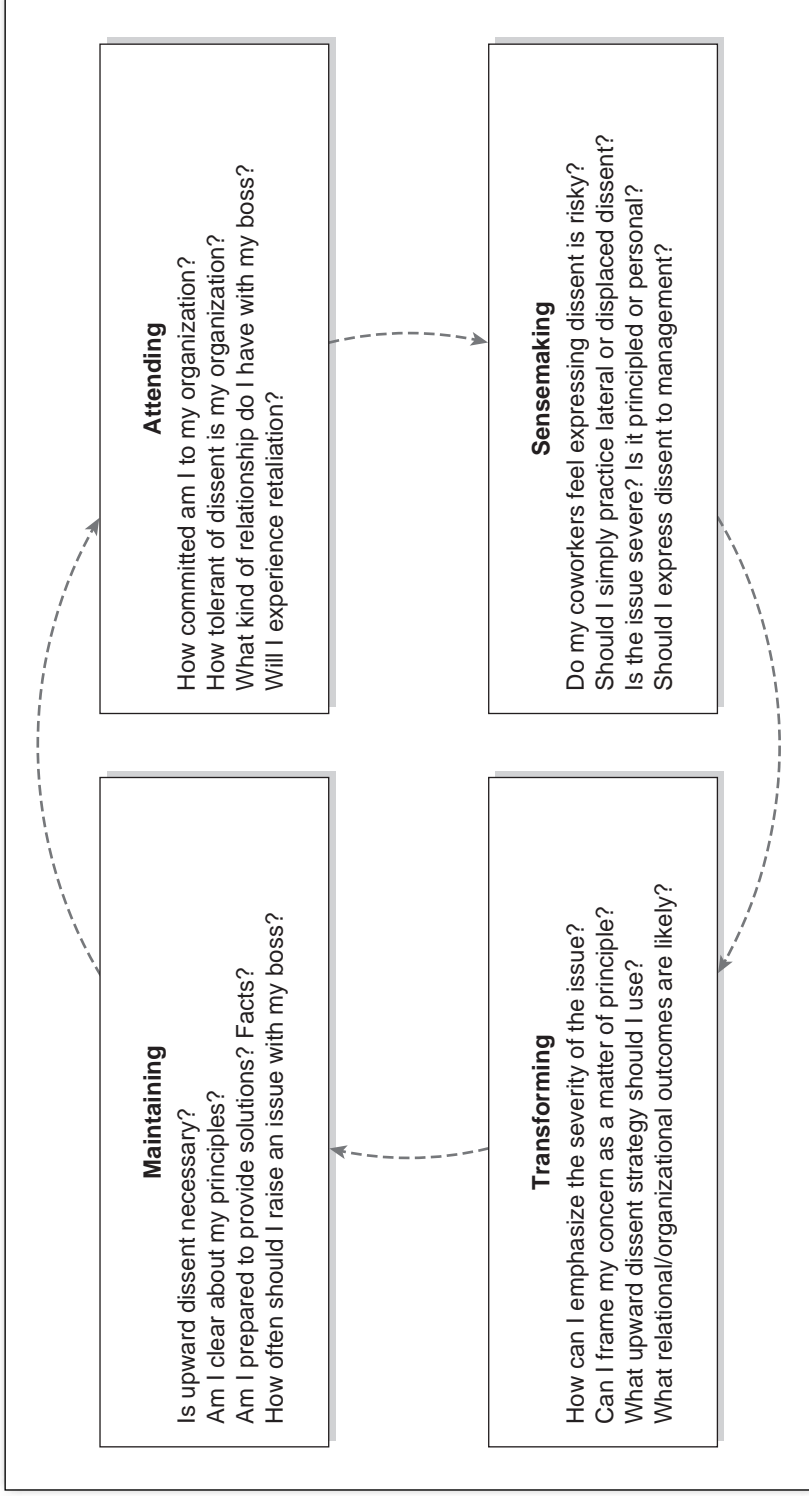 Maintaining
Is upward dissent necessary?
Am I clear about my principles?
Am I prepared to provide solutions? Facts?
How often should I raise an issue with my boss?
Attending
How committed am I to my organization?
How tolerant of dissent is my organization?
What kind of relationship do I have with my boss?
Will I experience retaliation?
Transforming
How can I emphasize the severity of the issue?
Can I frame my concern as a matter of principle?
What upward dissent strategy should I use?
What relational/organizational outcomes are likely?
Sensemaking
Do my coworkers feel expressing dissent is risky?
Should I simply practice lateral or displaced dissent?
Is the issue severe? Is it principled or personal?
Should I express dissent to management?